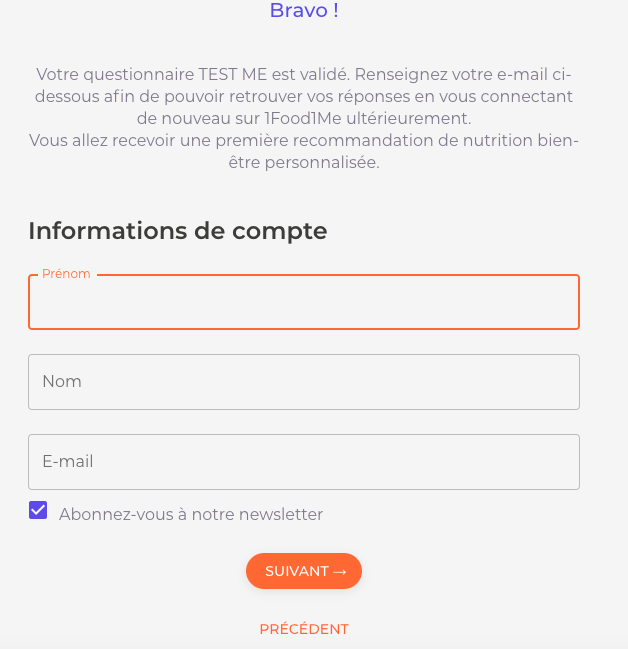 Bravo !
Votre questionnaire TEST ME est validé. Renseignez votre e-mail ci-
dessous afin de pouvoir retrouver vos réponses en vous connectant
de nouveau sur 1Food1Me ultérieurement.
Vous allez recevoir une première recommandation de nutrition bien-
être personnalisée.
Informations de compte
Prénom
Nom
E-mail
Abonnez-vous à notre newsletter
SUIVANT →
PRÉCÉDENT